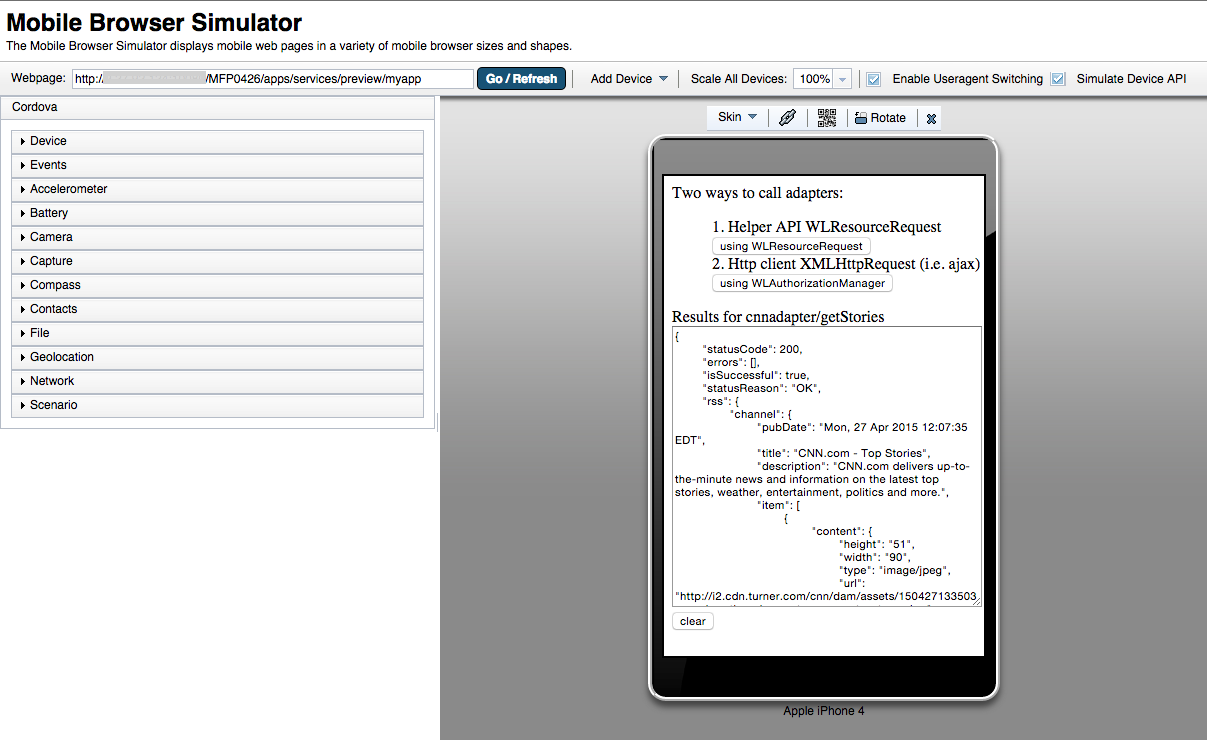 Mobile Browser Simulator
The Mobile Browser Simulator displays mobile web pages in a variety of mobile browser sizes and shapes.
Webpage: http:/ /MFP0426/apps/services/preview/myapp Go / Refresh Add Device Scale All Devices: 100% Enable Useragent Switching Simulate Device API
Cordova
Device
Events
Accelerometer
Battery
Camera
Capture
Compass
Contacts
File
Geolocation
Network
Scenario
Skin Rotate
Two ways to call adapters:
1. Helper API WLResourceRequest
using WLResourceRequest
2. Http client XMLHttpRequest (i.e. ajax)
using WLAuthorizationManager
Results for cnnadapter/getStories
{
"statusCode": 200,
"errors": [],
"isSuccessful": true,
"statusReason": "OK",
"rss": {
"channel": {
"pubDate": "Mon, 27 Apr 2015 12:07:35
EDT",
"title": "CNN.com - Top Stories",
"description": "CNN.com delivers up-to-
the-minute news and information on the latest top
stories, weather, entertainment, politics and more.",
"item": [
{
"content": {
"height": "51",
"width": "90",
"type": "image/jpeg",
"url":
"http://i2.cdn.turner.com/cnn/dam/assets/150427133503
clear
Apple iPhone 4